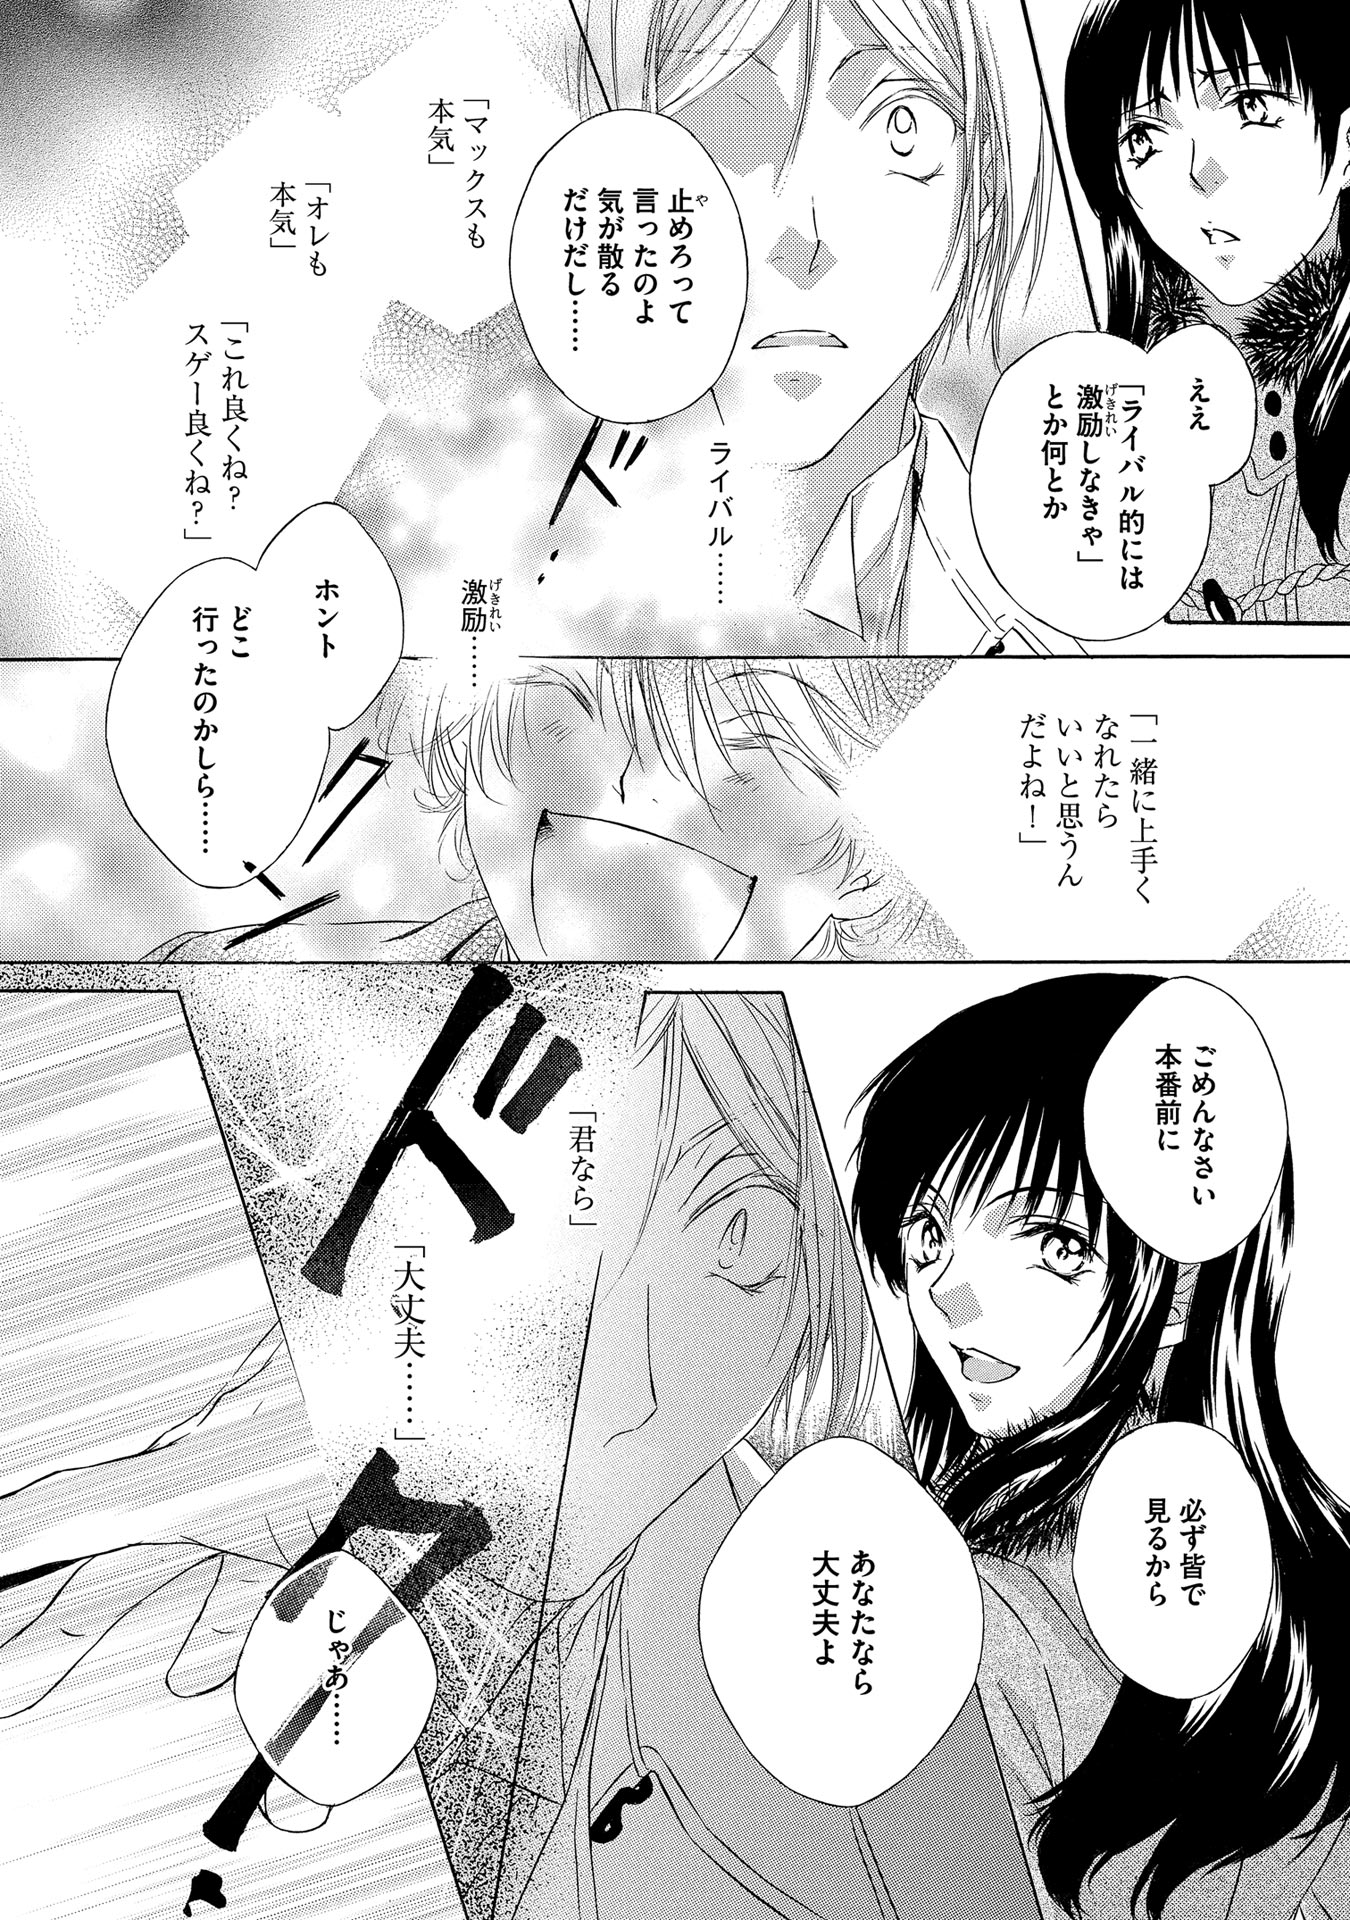 ええ
「ライバル的には
激励しなきゃ」
とか何とか
止めろって
言ったのよ
気が散る
だけだし……
ライバル……
「マックスも
本気」
「オレも
本気」
「これ良くね?
スゲー良くね?」
ドク
激励……
ホント
どこ
行ったのかしら……
「一緒に上手く
なれたら
いいと思うん
だよね!」
ドクン
ごめんなさい
本番前に
必ず皆で
見るから
あなたなら
大丈夫よ
「君なら」
「大丈夫……」
じゃあ……